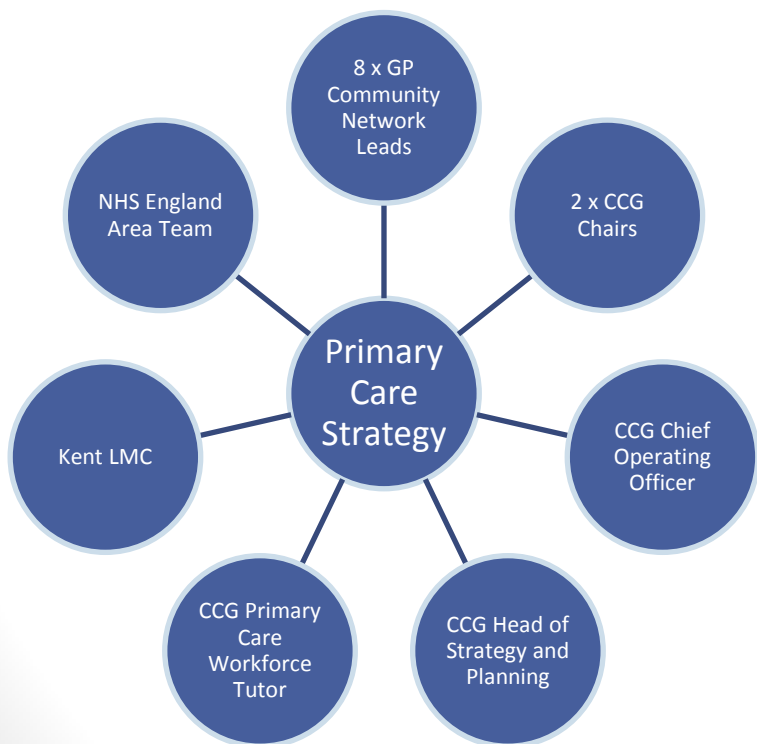 8 x GP
Community
Network
Leads
NHS England
Area Team
2 x CCG
Chairs
Primary
Care
Strategy
Kent LMC
CCG Chief
Operating
Officer
CCG Primary
Care
Workforce
Tutor
CCG Head of
Strategy and
Planning